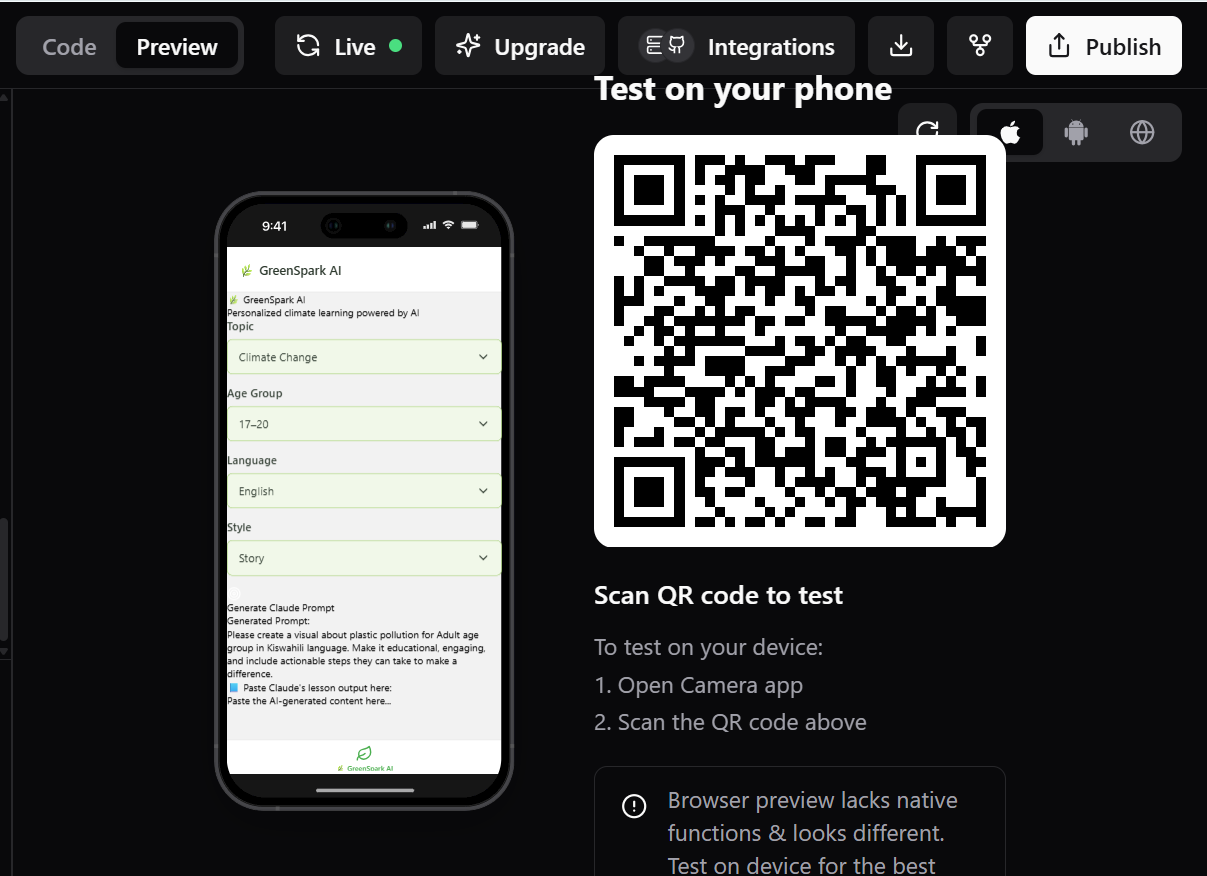 Code
Preview
Live
Upgrade
Integrations
Publish
Test on your phone
9:41
GreenSpark AI
GreenSpark AI
Personalized climate learning powered by AI
Topic
Climate Change
Age Group
17–20
Language
English
Style
Story
Generate Claude Prompt
Generated Prompt:
Please create a visual about plastic pollution for Adult age
group in Kiswahili language. Make it educational, engaging,
and include actionable steps they can take to make a
difference.
📘 Paste Claude's lesson output here:
Paste the AI-generated content here...
GreenSpark AI
Scan QR code to test
To test on your device:
1. Open Camera app
2. Scan the QR code above
Browser preview lacks native
functions & looks different.
Test on device for the best